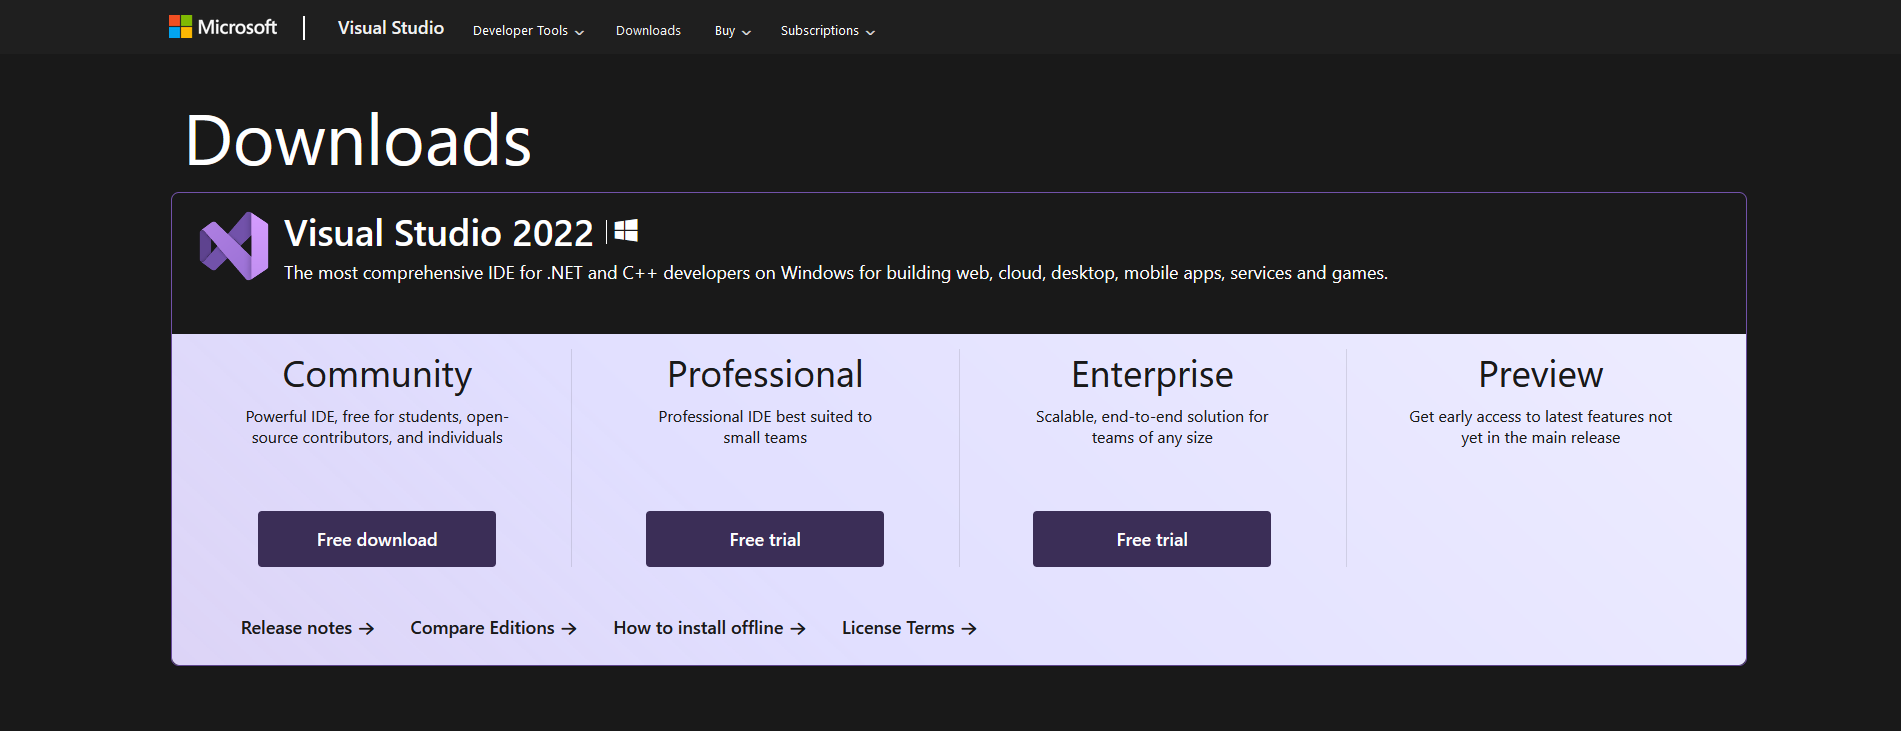 Microsoft
Visual Studio
Developer Tools
Downloads
Buy
Subscriptions
Downloads
Visual Studio 2022
The most comprehensive IDE for .NET and C++ developers on Windows for building web, cloud, desktop, mobile apps, services and games.
Community
Powerful IDE, free for students, open-
source contributors, and individuals
Free download
Professional
Professional IDE best suited to
small teams
Free trial
Enterprise
Scalable, end-to-end solution for
teams of any size
Free trial
Preview
Get early access to latest features not
yet in the main release
Release notes →
Compare Editions →
How to install offline →
License Terms →